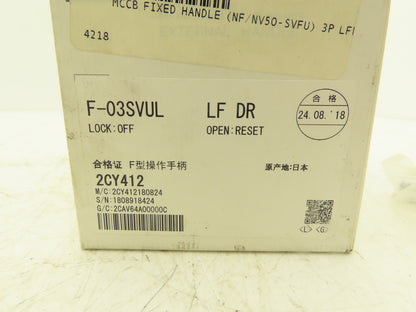 MCCB FIXED HANDLE (NF/NV50-SVFU) 3P LF
4218
EXTERNAL
F-03SVUL LF DR
LOCK:OFF OPEN:RESET
合格
24.08.'18
合格证 F型操作手柄 原产地:日本
2CY412
M/C:2CY412180824
S/N:1808918424
G/C:2CAV64A00000C
<L> <G>